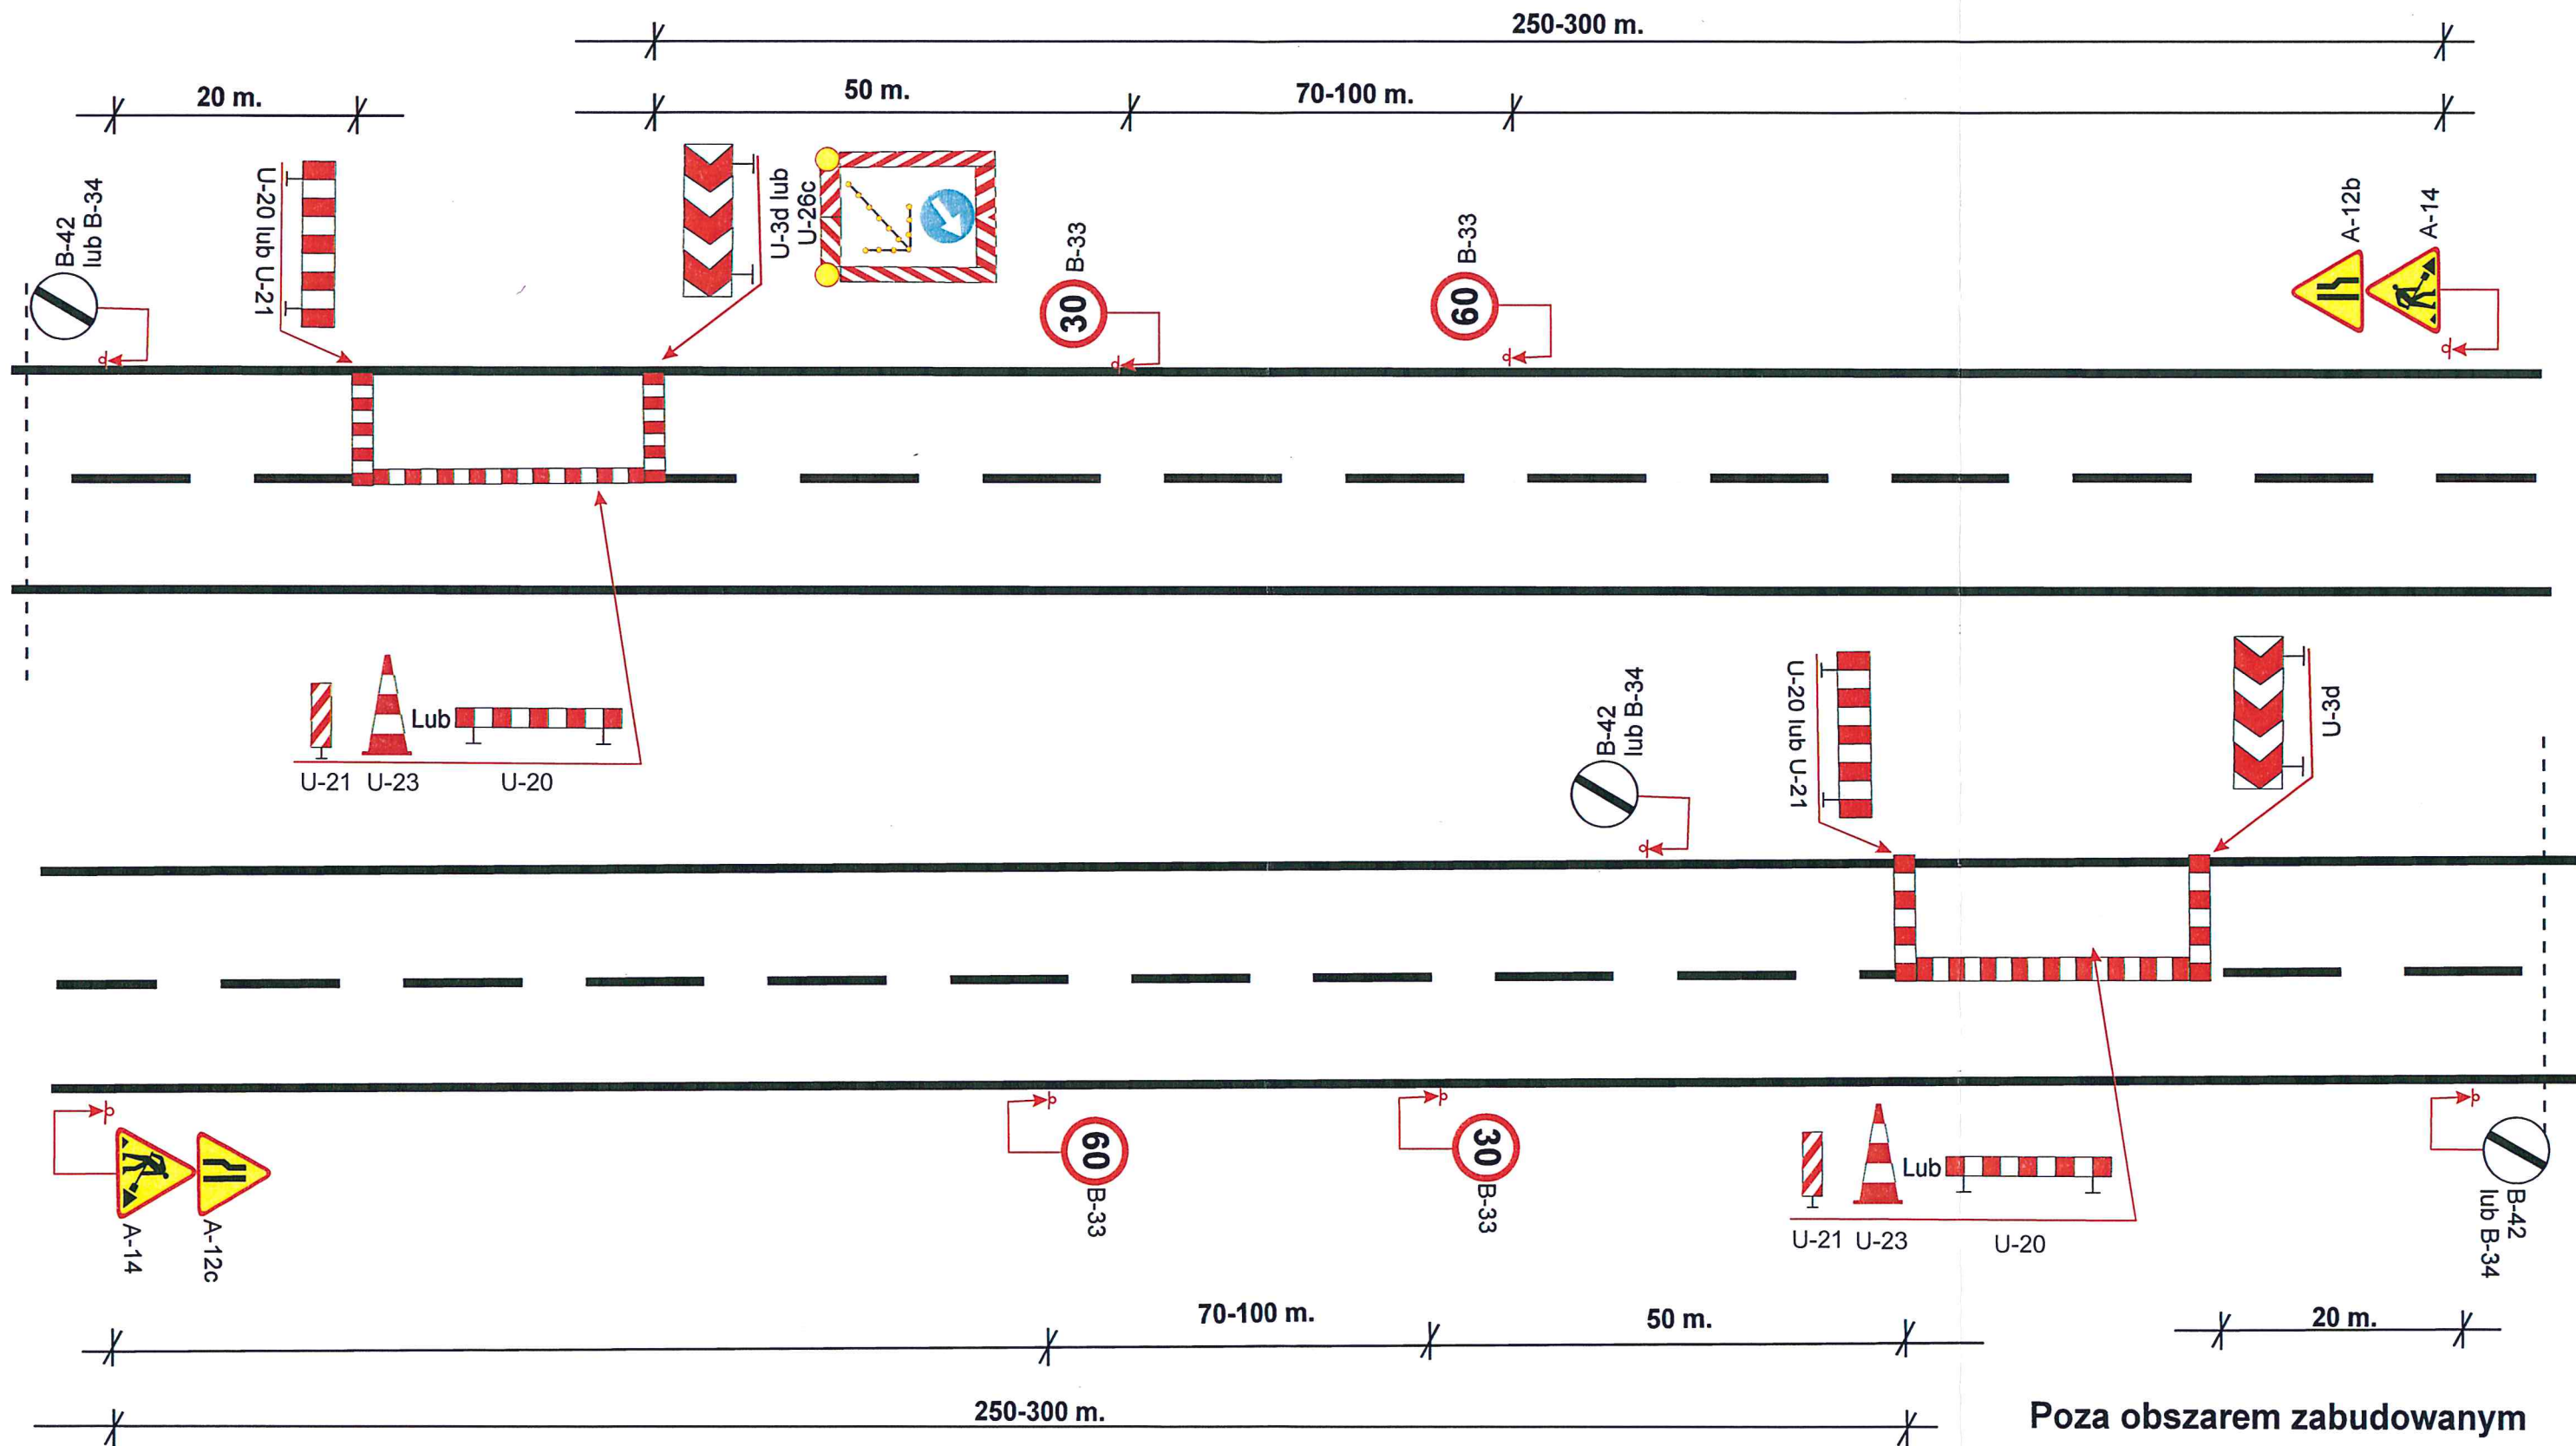 250-300 m.
20 m.
50 m.
70-100 m.
B-42
lub B-34
U-20 lub U-21
U-3d lub
U-26c
B-33
30
B-33
60
A-12b
A-14
U-21
U-23
Lub
U-20
B-42
lub B-34
U-20 lub U-21
U-3d
A-14
A-12c
60
B-33
30
B-33
U-21
U-23
Lub
U-20
B-42
lub B-34
70-100 m.
50 m.
20 m.
250-300 m.
Poza obszarem zabudowanym